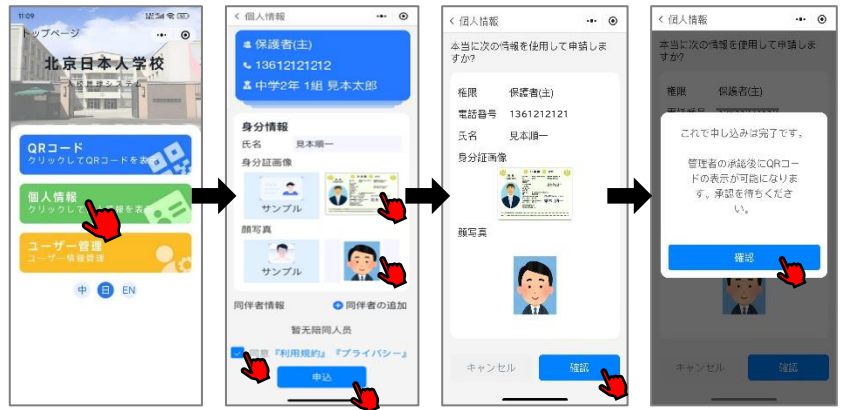 11:09
トップページ
北京日本人学校
入校管理システム
QRコード
クリックしてQRコードを表
個人情報
クリックして
情報を表
ユーザー管理
ユーザー情報管理
中 日 EN
個人情報
保護者(主)
13612121212
中学2年 1組 見本太郎
身分情報
氏名 見本順一
身分証画像
サンプル
顔写真
サンプル
同伴者情報 同伴者の追加
暂无陪同人员
同意『利用規約』『プライバシー』
申込
個人情報
本当に次の情報を使用して申請しま
すか?
権限 保護者(主)
電話番号 1361212121
氏名 見本順一
身分証画像
顔写真
キャンセル 確認
個人情報
本当に次の情報を使用して申請しま
すか?
権限 保護者(主)
これで申し込みは完了です。
管理者の承認後にQRコー
ドの表示が可能になりま
す。承認を待ちくださ
い。
確認
キャンセル 確認